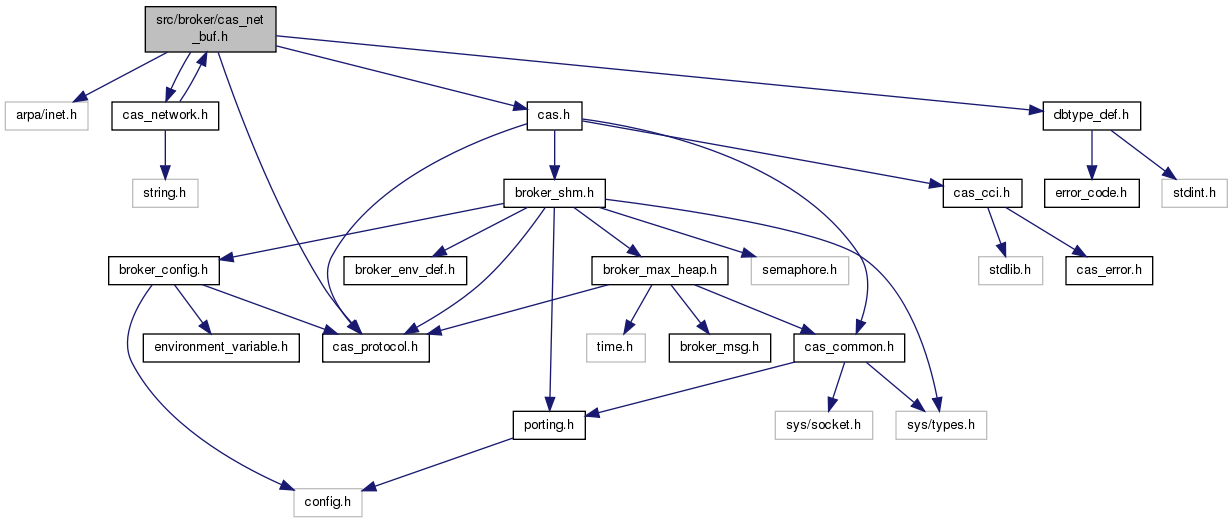 src/broker/cas_net
_buf.h
arpa/inet.h
cas_network.h
cas.h
dbtype_def.h
string.h
broker_shm.h
cas_cci.h
error_code.h
stdint.h
broker_config.h
broker_env_def.h
broker_max_heap.h
semaphore.h
stdlib.h
cas_error.h
environment_variable.h
cas_protocol.h
time.h
broker_msg.h
cas_common.h
porting.h
sys/socket.h
sys/types.h
config.h